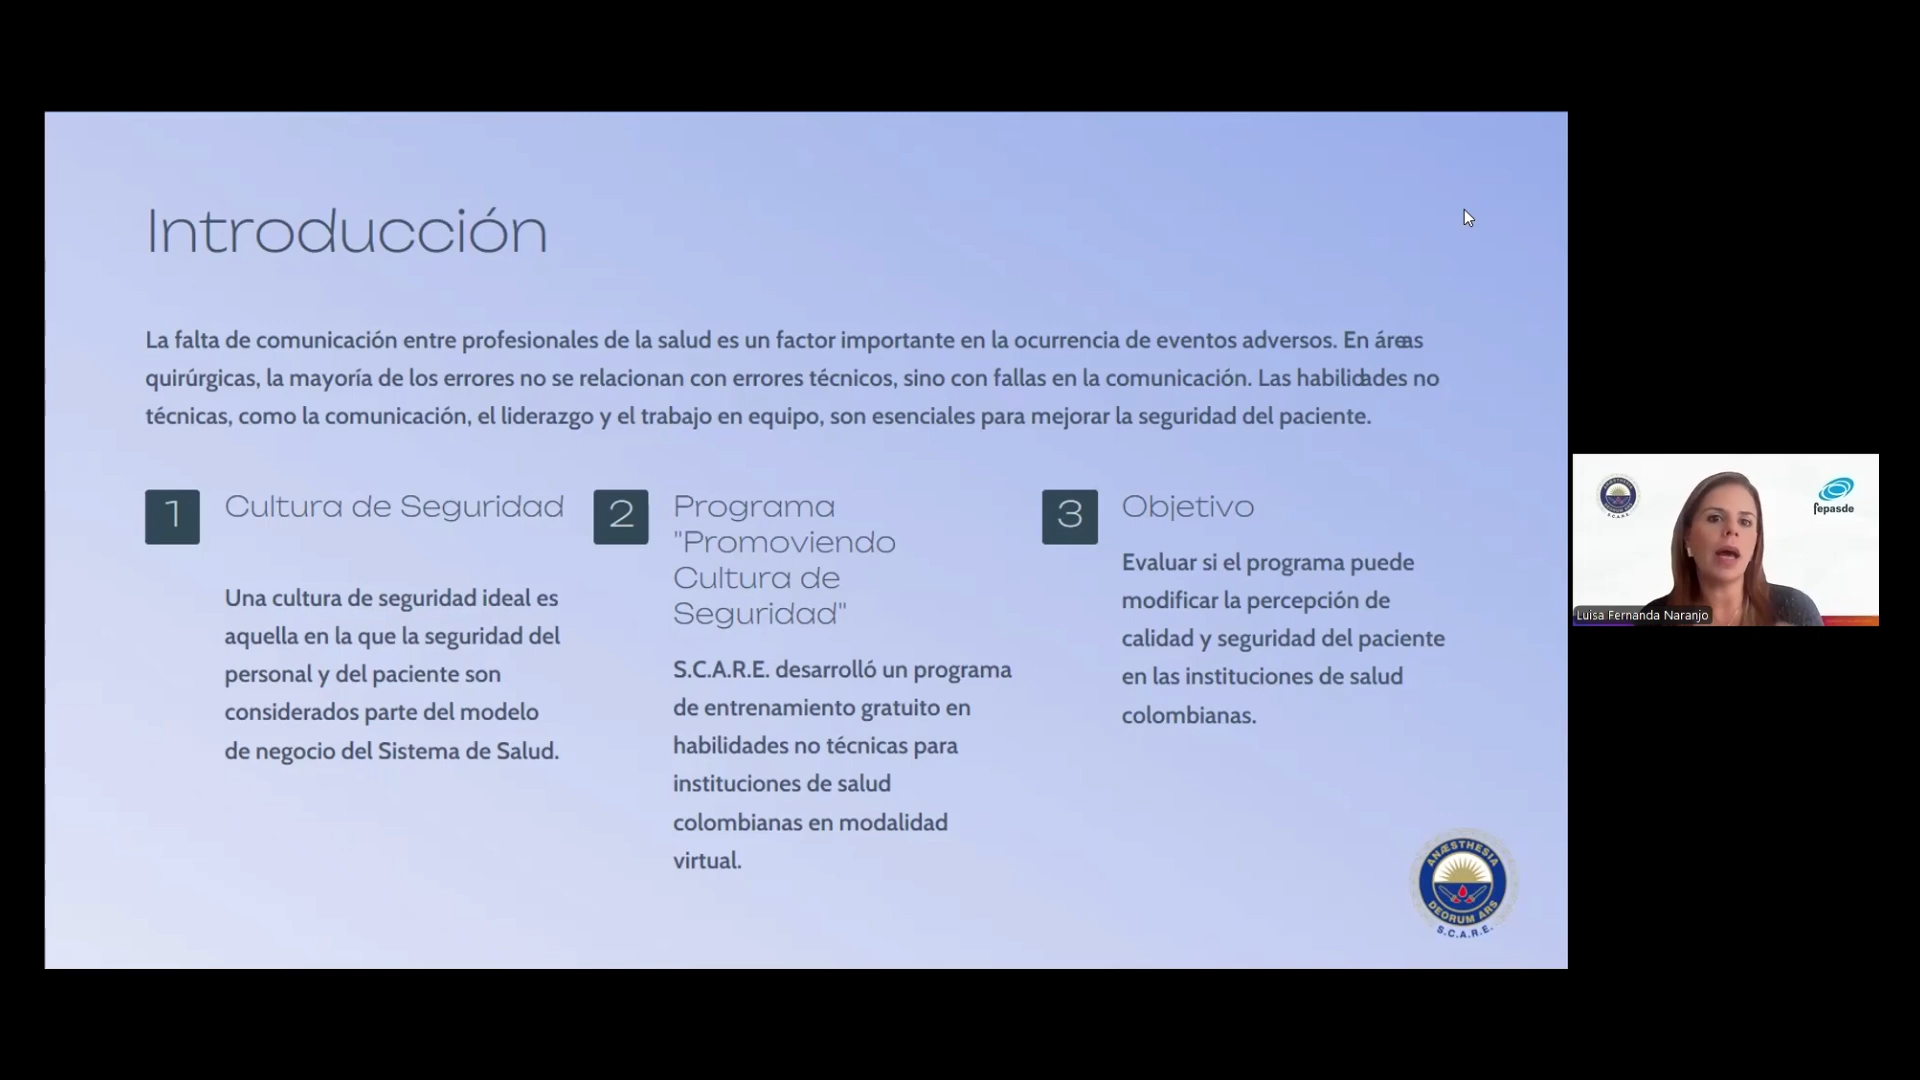 Introducción
La falta de comunicación entre profesionales de la salud es un factor importante en la ocurrencia de eventos adversos. En áreas
quirúrgicas, la mayoría de los errores no se relacionan con errores técnicos, sino con fallas en la comunicación. Las habilidades no
técnicas, como la comunicación, el liderazgo y el trabajo en equipo, son esenciales para mejorar la seguridad del paciente.
1
Cultura de Seguridad
Una cultura de seguridad ideal es
aquella en la que la seguridad del
personal y del paciente son
considerados parte del modelo
de negocio del Sistema de Salud.
2
Programa
"Promoviendo
Cultura de
Seguridad"
S.C.A.R.E. desarrolló un programa
de entrenamiento gratuito en
habilidades no técnicas para
instituciones de salud
colombianas en modalidad
virtual.
3
Objetivo
Evaluar si el programa puede
modificar la percepción de
calidad y seguridad del paciente
en las instituciones de salud
colombianas.
ANÆSTHESIA
DEORUM ARS
S.C.A.R.E.
fepasde
Luisa Fernanda Naranjo